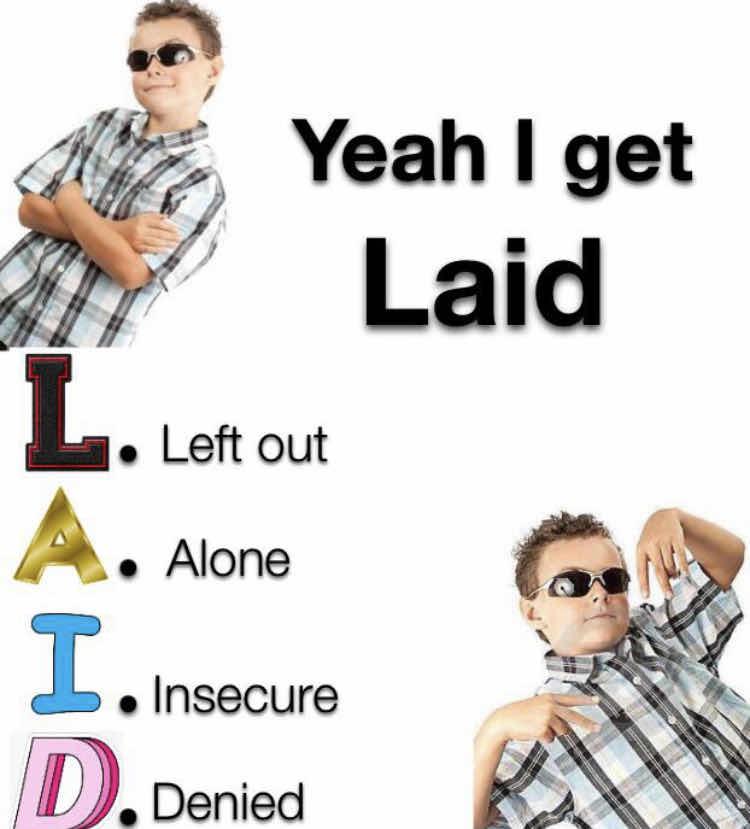 Yeah I get
Laid
L. Left out
A. Alone
I. Insecure
D. Denied